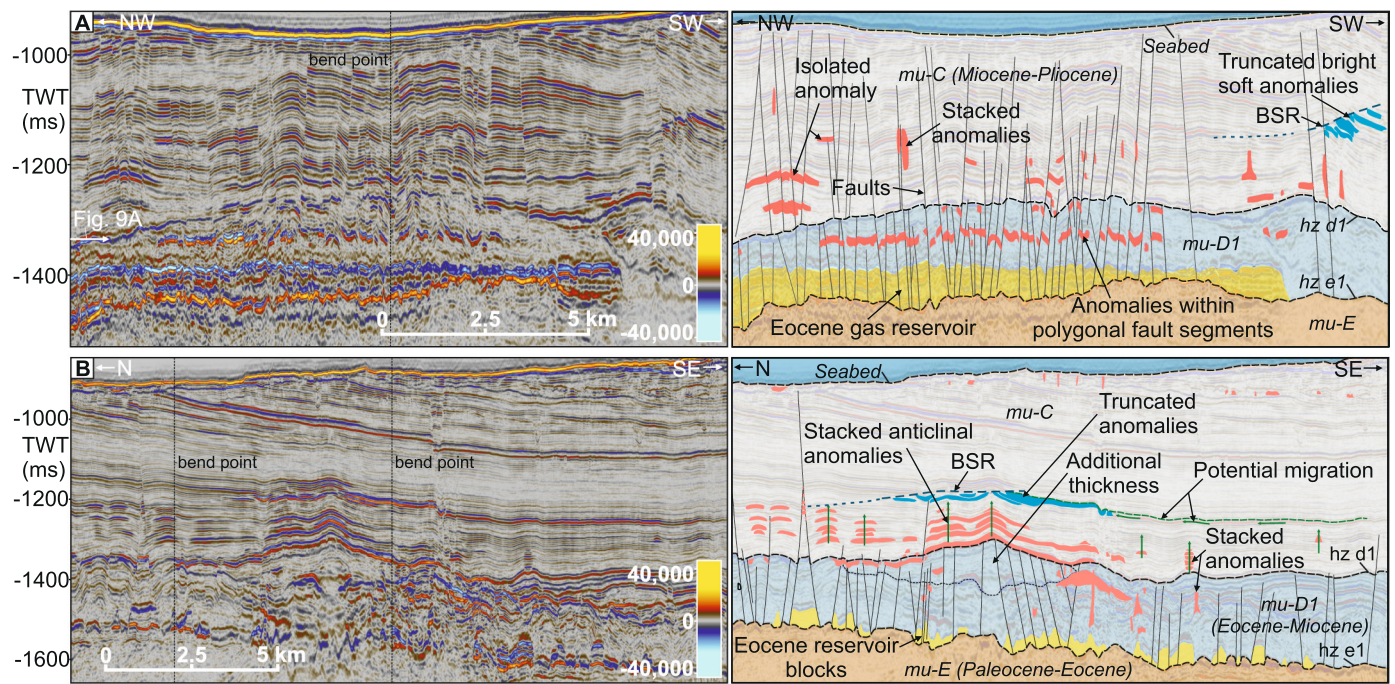 A
←NW
SW→
bend point
-1000
TWT
(ms)
-1200
Fig. 9A
-1400
40,000
0
-40,000
0
2,5
5 km
←NW
SW→
Seabed
Isolated
anomaly
mu-C (Miocene-Pliocene)
Truncated bright
soft anomalies
BSR
Stacked
anomalies
Faults
hz d1
mu-D1
hz e1
Eocene gas reservoir
Anomalies within
polygonal fault segments
mu-E
B
←N
SE→
-1000
TWT
(ms)
bend point
bend point
-1200
-1400
-1600
40,000
0
-40,000
0
2,5
5 km
←N
SE→
Seabed
mu-C
Truncated
anomalies
Stacked anticlinal
anomalies
BSR
Additional
thickness
Potential migration
Stacked
anomalies
hz d1
mu-D1
(Eocene-Miocene)
hz e1
Eocene reservoir
blocks
mu-E (Paleocene-Eocene)